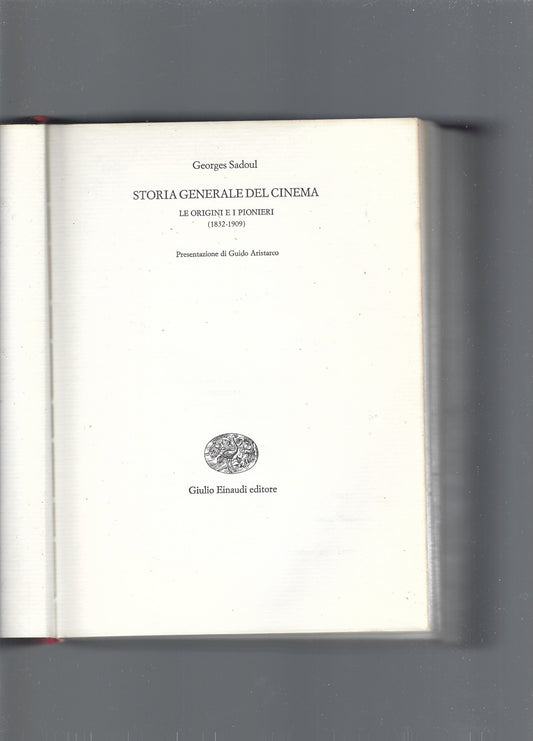 Georges Sadoul
STORIA GENERALE DEL CINEMA
LE ORIGINI E I PIONIERI
(1832-1909)
Presentazione di Guido Aristarco
Giulio Einaudi editore